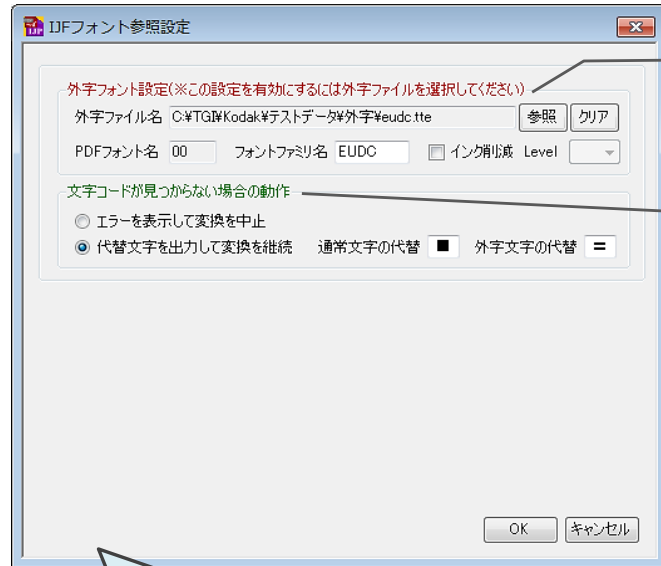 IJFフォント参照設定
外字フォント設定(※この設定を有効にするには外字ファイルを選択してください)
外字ファイル名 C:¥TGI¥Kodak¥テストデータ¥外字¥eudc.tte 参照 クリア
PDFフォント名 00 フォントファミリ名 EUDC インク削減 Level
文字コードが見つからない場合の動作
エラーを表示して変換を中止
代替文字を出力して変換を継続 通常文字の代替 ■ 外字文字の代替 =
OK キャンセル